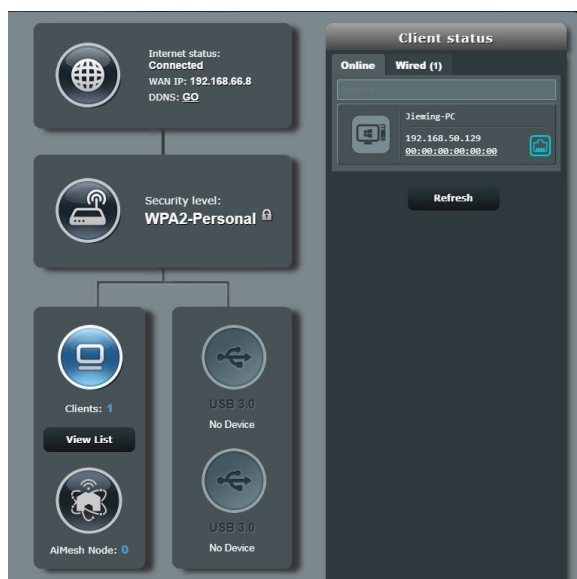 Internet status:
Connected
WAN IP: 192.168.66.8
DDNS: GO
Security level:
WPA2-Personal
Clients: 1
View List
AiMesh Node: 0
USB 3.0
No Device
USB 3.0
No Device
Client status
Online Wired (1)
Search
Jieming-PC
192.168.50.129
00:00:00:00:00:00
Refresh